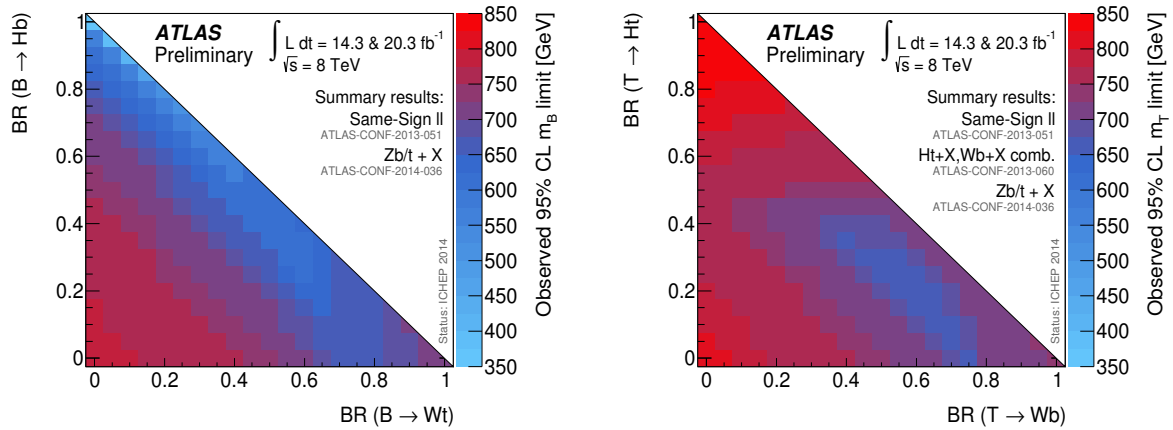 BR (B → Hb)
1
0.8
0.6
0.4
0.2
0
0 0.2 0.4 0.6 0.8 1
BR (B → Wt)
ATLAS
Preliminary
∫ L dt = 14.3 & 20.3 fb-1
√s = 8 TeV
Summary results:
Same-Sign ll
ATLAS-CONF-2013-051
Zb/t + X
ATLAS-CONF-2014-036
Status: ICHEP 2014
850
800
750
700
650
600
550
500
450
400
350
Observed 95% CL mB limit [GeV]
BR (T → Ht)
1
0.8
0.6
0.4
0.2
0
0 0.2 0.4 0.6 0.8 1
BR (T → Wb)
ATLAS
Preliminary
∫ L dt = 14.3 & 20.3 fb-1
√s = 8 TeV
Summary results:
Same-Sign ll
ATLAS-CONF-2013-051
Ht+X,Wb+X comb.
ATLAS-CONF-2013-060
Zb/t + X
ATLAS-CONF-2014-036
Status: ICHEP 2014
850
800
750
700
650
600
550
500
450
400
350
Observed 95% CL mT limit [GeV]